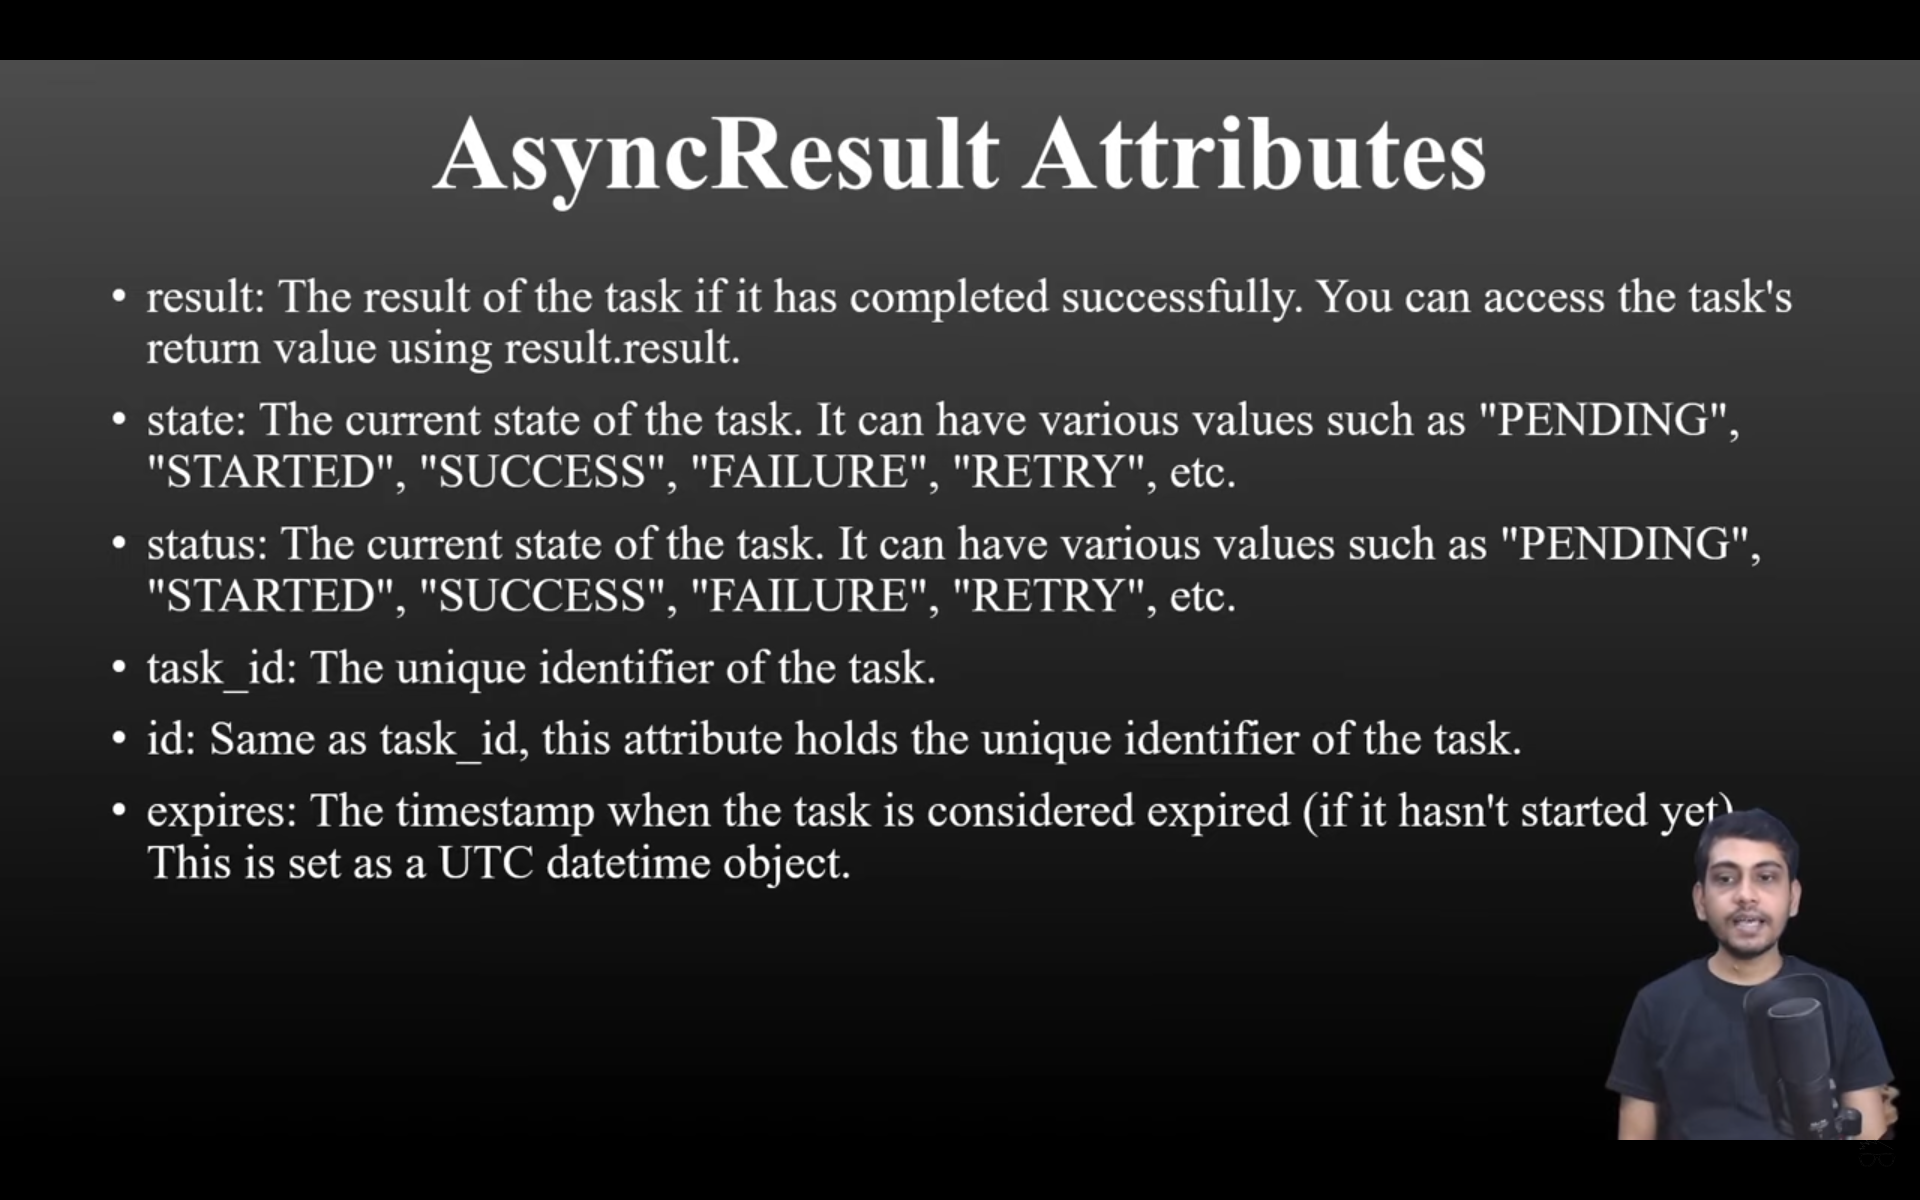 AsyncResult Attributes
• result: The result of the task if it has completed successfully. You can access the task's
return value using result.result.
• state: The current state of the task. It can have various values such as "PENDING",
"STARTED", "SUCCESS", "FAILURE", "RETRY", etc.
• status: The current state of the task. It can have various values such as "PENDING",
"STARTED", "SUCCESS", "FAILURE", "RETRY", etc.
• task_id: The unique identifier of the task.
• id: Same as task_id, this attribute holds the unique identifier of the task.
• expires: The timestamp when the task is considered expired (if it hasn't started yet)
This is set as a UTC datetime object.